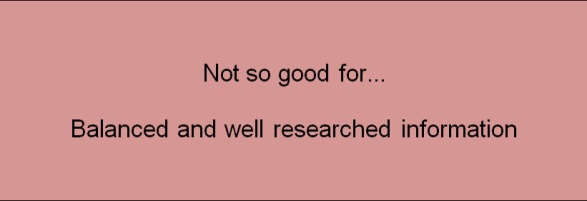 Not so good for...
Balanced and well researched information